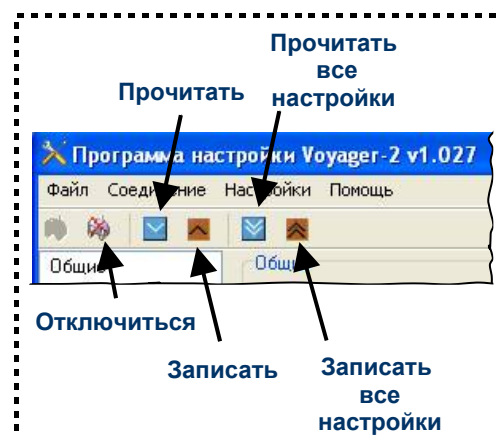 Прочитать
все
настройки
Прочитать
Программа настройки Voyager-2 v1.027
Файл Соединение Настройки Помощь
Общие
Общи
Отключиться
Записать
Записать
все
настройки